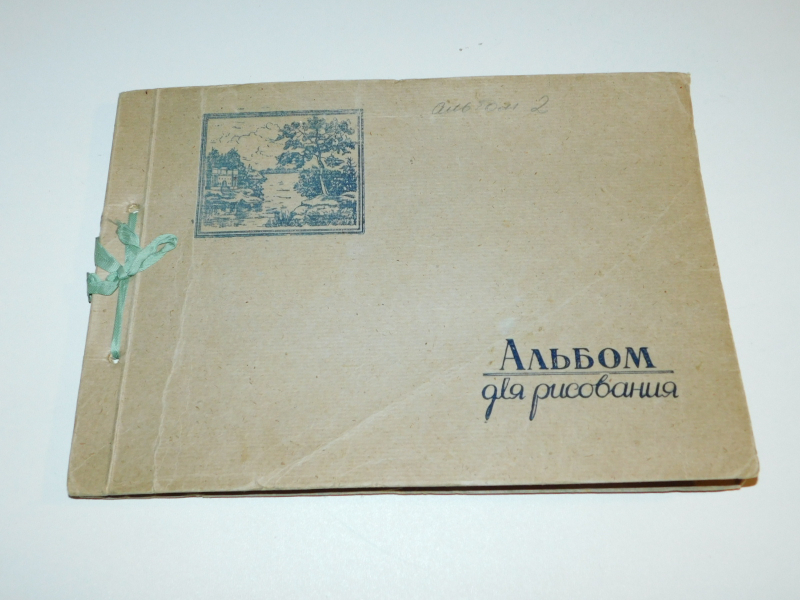 альбом 2
АЛЬБОМ
для рисования